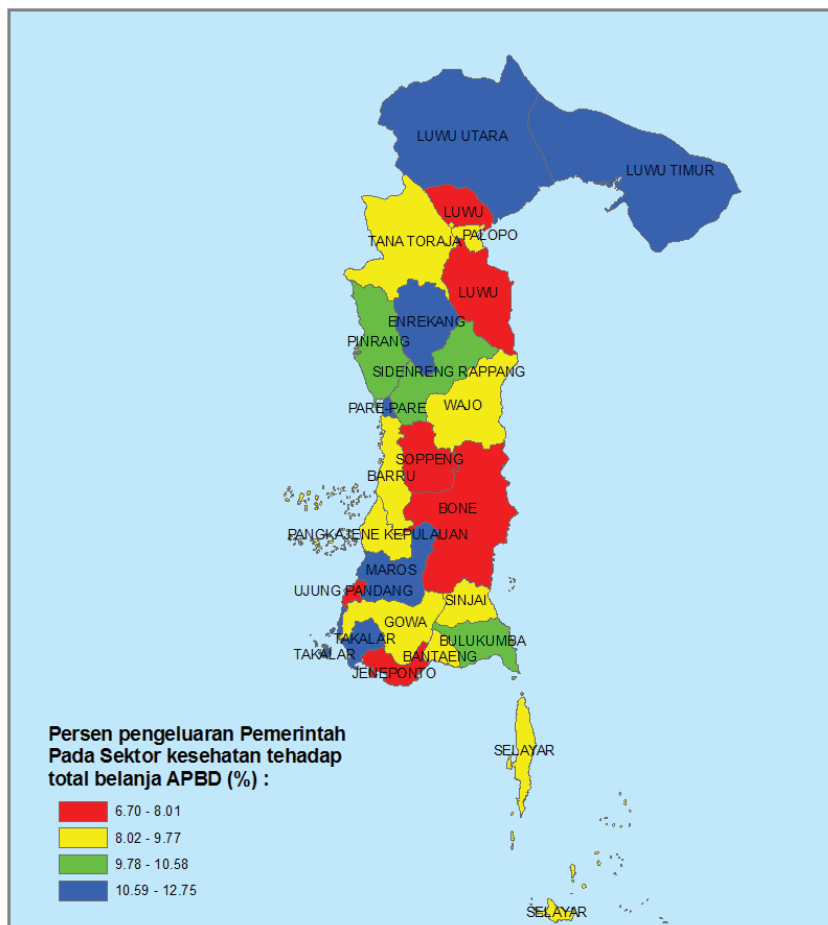 LUWU UTARA
LUWU TIMUR
LUWU
PALOPO
TANA TORAJA
LUWU
ENREKANG
PINRANG
SIDENRENG RAPPANG
PARE-PARE
WAJO
SOPPENG
BARRU
BONE
PANGKAJENE KEPULAUAN
MAROS
UJUNG PANDANG
SINJAI
GOWA
TAKALAR
BULUKUMBA
TAKALAR
BANTAENG
JENEPONTO
SELAYAR
SELAYAR
Persen pengeluaran Pemerintah
Pada Sektor kesehatan tehadap
total belanja APBD (%) :
6.70 - 8.01
8.02 - 9.77
9.78 - 10.58
10.59 - 12.75